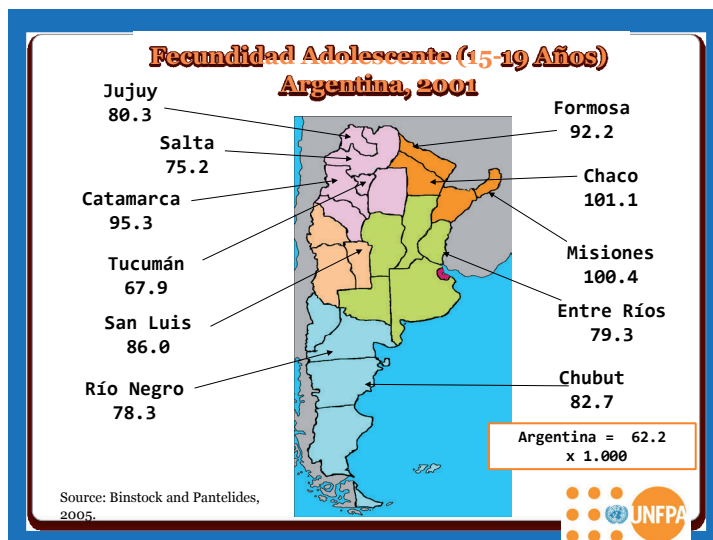 Fecundidad Adolescente (15-19 Años)
Argentina, 2001
Jujuy
80.3
Salta
75.2
Catamarca
95.3
Tucumán
67.9
San Luis
86.0
Río Negro
78.3
Formosa
92.2
Chaco
101.1
Misiones
100.4
Entre Ríos
79.3
Chubut
82.7
Argentina = 62.2
x 1.000
Source: Binstock and Pantelides,
2005.
UNFPA